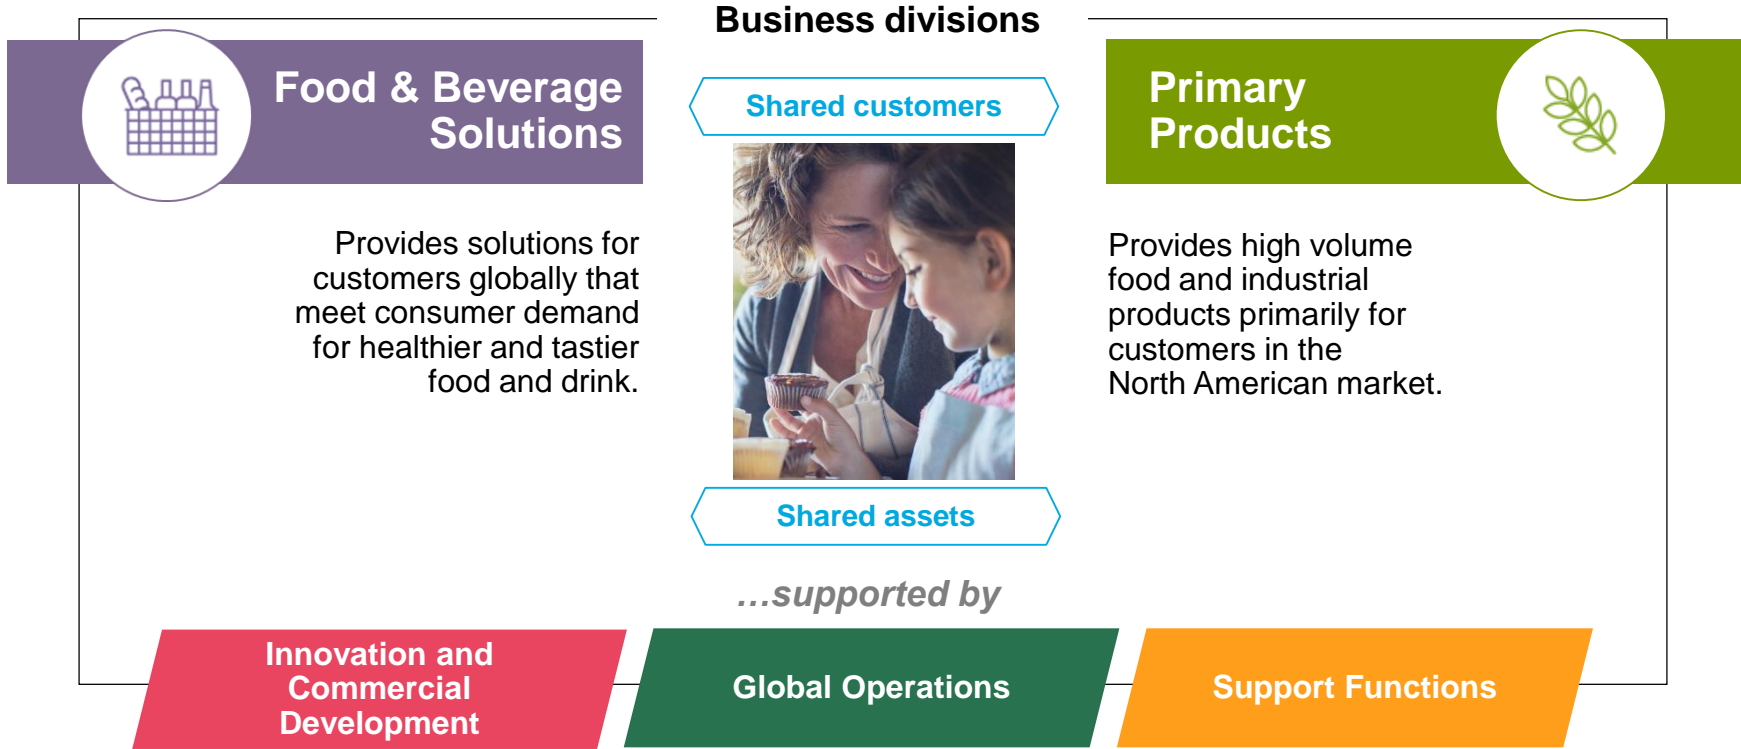 Business divisions
Food & Beverage
Solutions
Provides solutions for
customers globally that
meet consumer demand
for healthier and tastier
food and drink.
Shared customers
Shared assets
Primary
Products
Provides high volume
food and industrial
products primarily for
customers in the
North American market.
…supported by
Innovation and
Commercial
Development
Global Operations
Support Functions